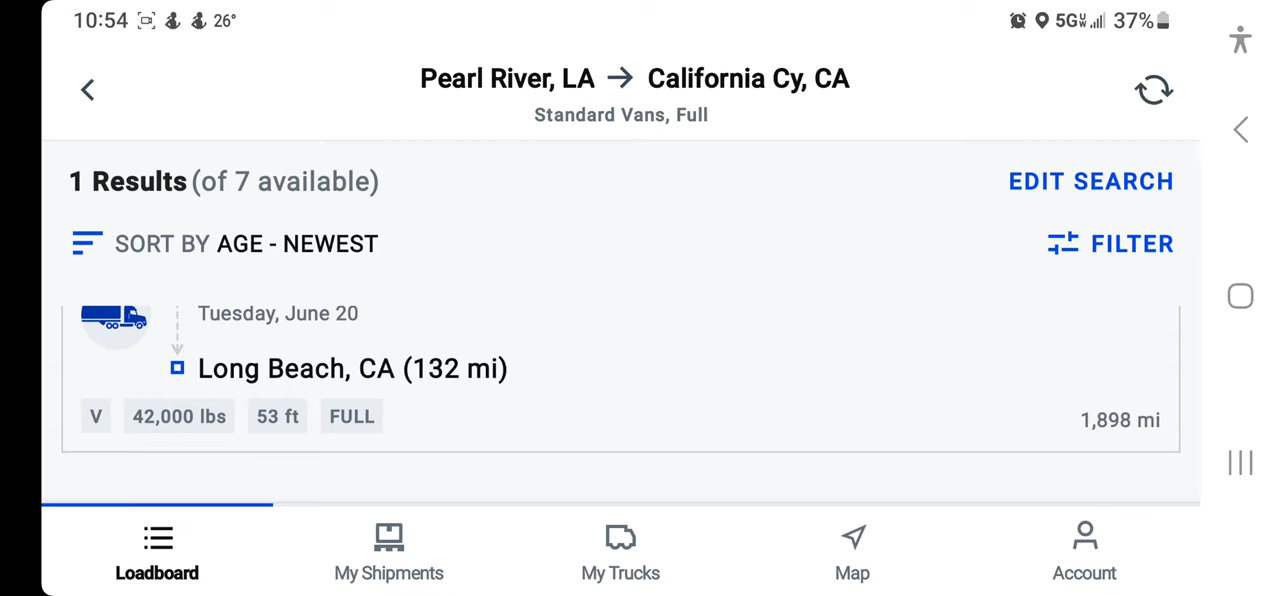 10:54 26° 5G 37%
Pearl River, LA → California Cy, CA
Standard Vans, Full
1 Results (of 7 available)
EDIT SEARCH
SORT BY AGE - NEWEST
FILTER
Tuesday, June 20
Long Beach, CA (132 mi)
V 42,000 lbs 53 ft FULL
1,898 mi
Loadboard My Shipments My Trucks Map Account